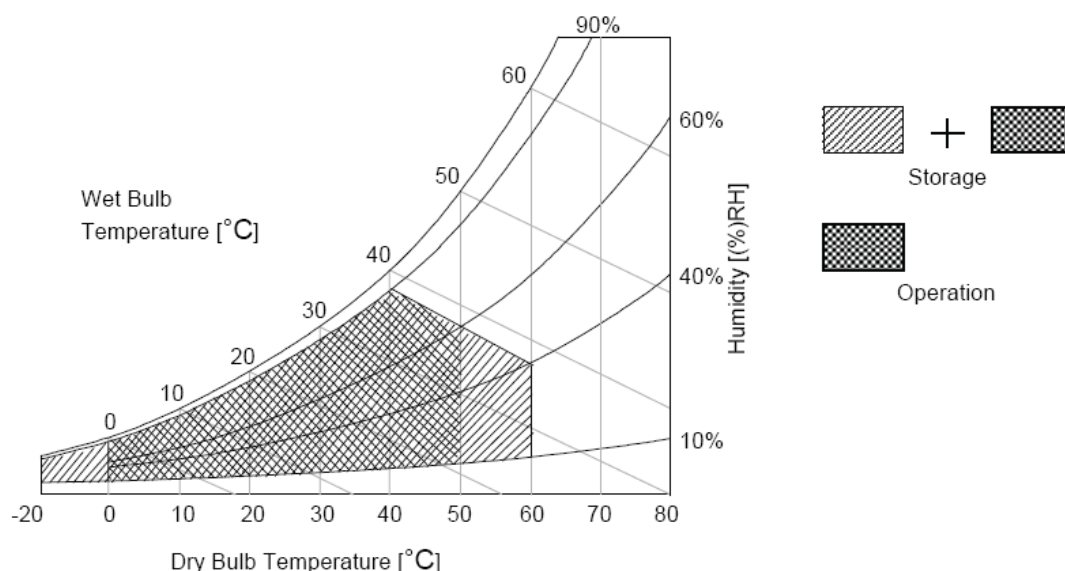 90%
60
60%
50
Wet Bulb
Temperature [°C]
40
30
20
10
0
40%
10%
Humidity [(%)RH]
-20 0 10 20 30 40 50 60 70 80
Dry Bulb Temperature [°C]
+
Storage
Operation